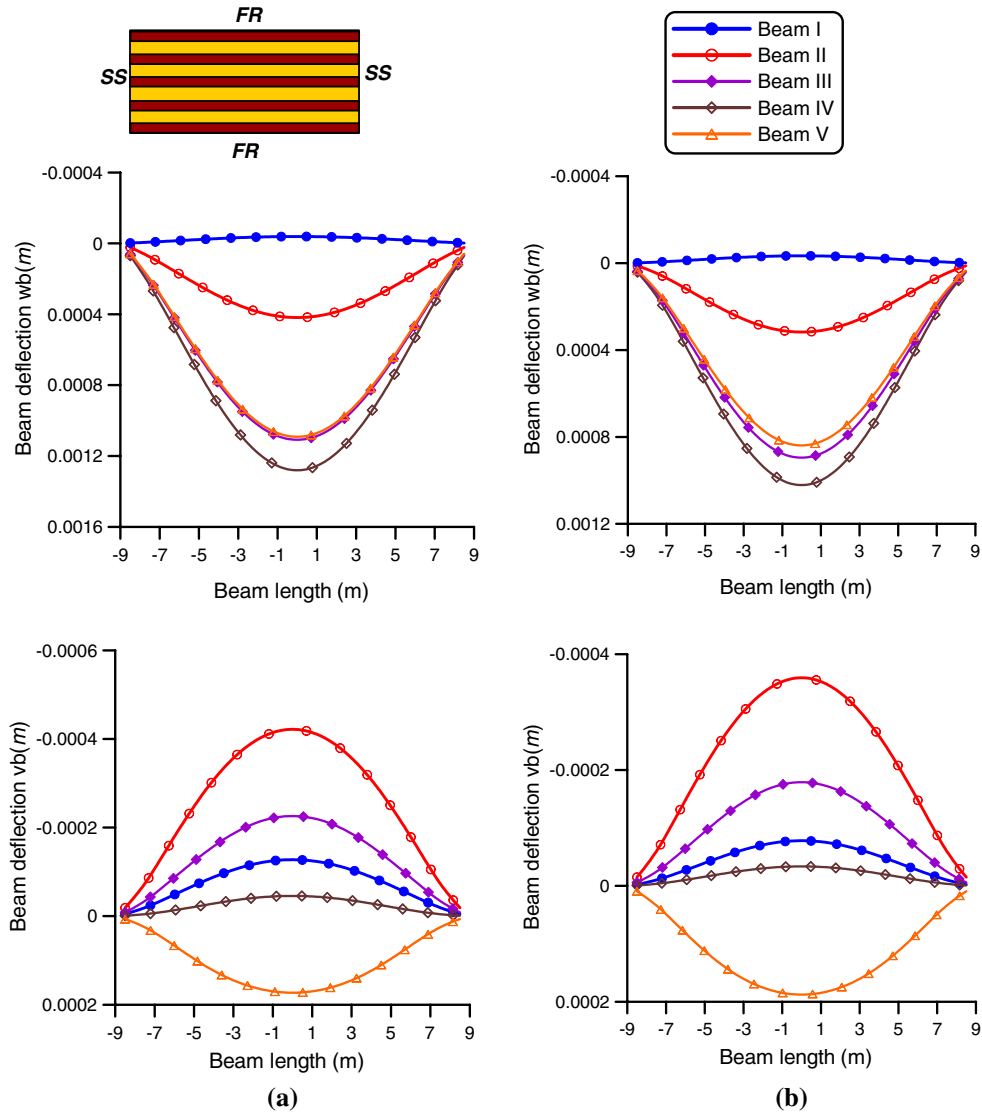 FR
SS
SS
FR
Beam I
Beam II
Beam III
Beam IV
Beam V
Beam deflection wb(m)
-0.0004
0
0.0004
0.0008
0.0012
0.0016
-9 -7 -5 -3 -1 1 3 5 7 9
Beam length (m)
Beam deflection wb(m)
-0.0004
0
0.0004
0.0008
0.0012
-9 -7 -5 -3 -1 1 3 5 7 9
Beam length (m)
Beam deflection vb(m)
-0.0006
-0.0004
-0.0002
0
0.0002
-9 -7 -5 -3 -1 1 3 5 7 9
Beam length (m)
(a)
Beam deflection vb(m)
-0.0004
-0.0002
0
0.0002
-9 -7 -5 -3 -1 1 3 5 7 9
Beam length (m)
(b)